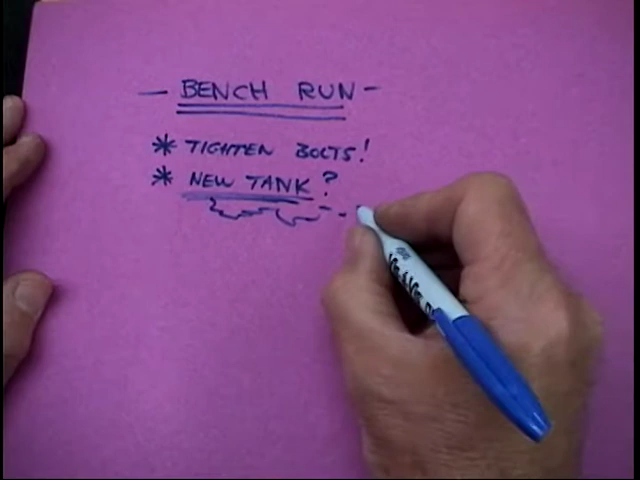 - BENCH RUN -
* TIGHTEN BOLTS!
* NEW TANK?